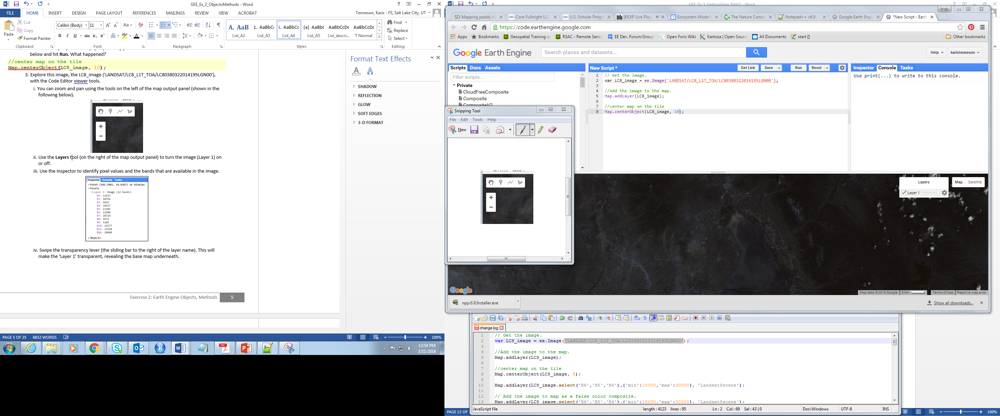 GEE_Ex_2_ObjectsMethods - Word
FILE HOME INSERT DESIGN PAGE LAYOUT REFERENCES MAILINGS REVIEW VIEW ACROBAT
Tenneson, Karis - FS, Salt Lake City, UT
Paste
Cut
Copy
Format Painter
Clipboard
Calibri (Body) 11
Font
Paragraph
List_A2 List_A3 List_A4 List_A5 List_descri... ¶ Normal
Styles
Find
Replace
Select
Editing
below and hit Run. What happened?
//center map on the tile
Map.centerObject(LC8_image, 10);
3. Explore this image, the LC8_image ('LANDSAT/LC8_L1T_TOA/LC80380322014195LGN00'),
with the Code Editor viewer tools.
i. You can zoom and pan using the tools on the left of the map output panel (shown in the
following below).
ii. Use the Layers tool (on the right of the map output panel) to turn the image (Layer 1) on
or off.
iii. Use the Inspector to identify pixel values and the bands that are available in the image.
Inspector Console Tasks
Point (102.3981, 14.6367) at 611m/px
Pixels
Layer 1: Image (12 bands)
B1: 11633
B2: 10766
B3: 9819
B4: 10237
B5: 13302
B6: 12988
B7: 10724
B8: 9972
B9: 5185
B10: 29277
B11: 25598
BQA: 20480
Objects
iv. Swipe the transparency lever (the sliding bar to the right of the layer name). This will
make the ‘Layer 1’ transparent, revealing the base map underneath.
Exercise 2: Earth Engine Objects, Methods 5
Format Text Effects
SHADOW
REFLECTION
GLOW
SOFT EDGES
3-D FORMAT
PAGE 5 OF 25 6852 WORDS
100%
12:54 PM
3/21/2016
GEE_Ex_3_GettingData_RAVG - Word
Karis
SD Mapping paddy ric
Core Fulbright U.S.
U.S. Scholar Progra
[KEXP Live Playe
Ecosystem Modeli
The Nature Conser
Notepad++ v6.9 -
Google Earth Engin
*New Script - Earth
https://code.earthengine.google.com
Apps Bookmarks Geospatial Training ar RSAC - Remote Sensi EE Dev. Forum/Group Open Foris Wiki Kartoza | Open Source All Documents start [] Other bookmarks
Google Earth Engine
Search places and datasets...
Help karistenneson
Scripts Docs Assets
Filter scripts...
Private
CloudFreeComposite
Composite
CompositeV2
New Script *
Get Link Save Run Reset
1 // Get the image.
2 var LC8_image = ee.Image('LANDSAT/LC8_L1T_TOA/LC80380322014195LGN00');
3
4 //Add the image to the map.
5 Map.addLayer(LC8_image);
6
7 //center map on the tile
8 Map.centerObject(LC8_image, 10);
Inspector Console Tasks
Use print(...) to write to this console.
Snipping Tool
File Edit Tools Help
New
Layers
Layer 1
Map Satellite
Google
Map data ©2016 Google 5 km Terms of Use Report a map error
npp.6.9.Installer.exe
Show all downloads...
change.log
1 // Get the image.
2 var LC8_image = ee.Image('LANDSAT/LC8_L1T_TOA/LC80380322014195LGN00');
3
4 //Add the image to the map.
5 Map.addLayer(LC8_image);
6
7 //center map on the tile
8 Map.centerObject(LC8_image, 8);
9
10 Map.addLayer(LC8_image.select('B6','B5','B4'),{'min':10000,'max':30000}, 'Landsat8scene');
11
12 // Add the image to map as a false color composite.
13 Map.addLayer(LC8_image.select('B6','B5','B4'),{'min':10000,'max':30000}, 'Landsat8scene');
JavaScript file length : 4123 lines : 95 Ln : 2 Col : 69 Sel : 43 | 0 Dos\Windows UTF-8 INS
PAGE 12 OF
100%